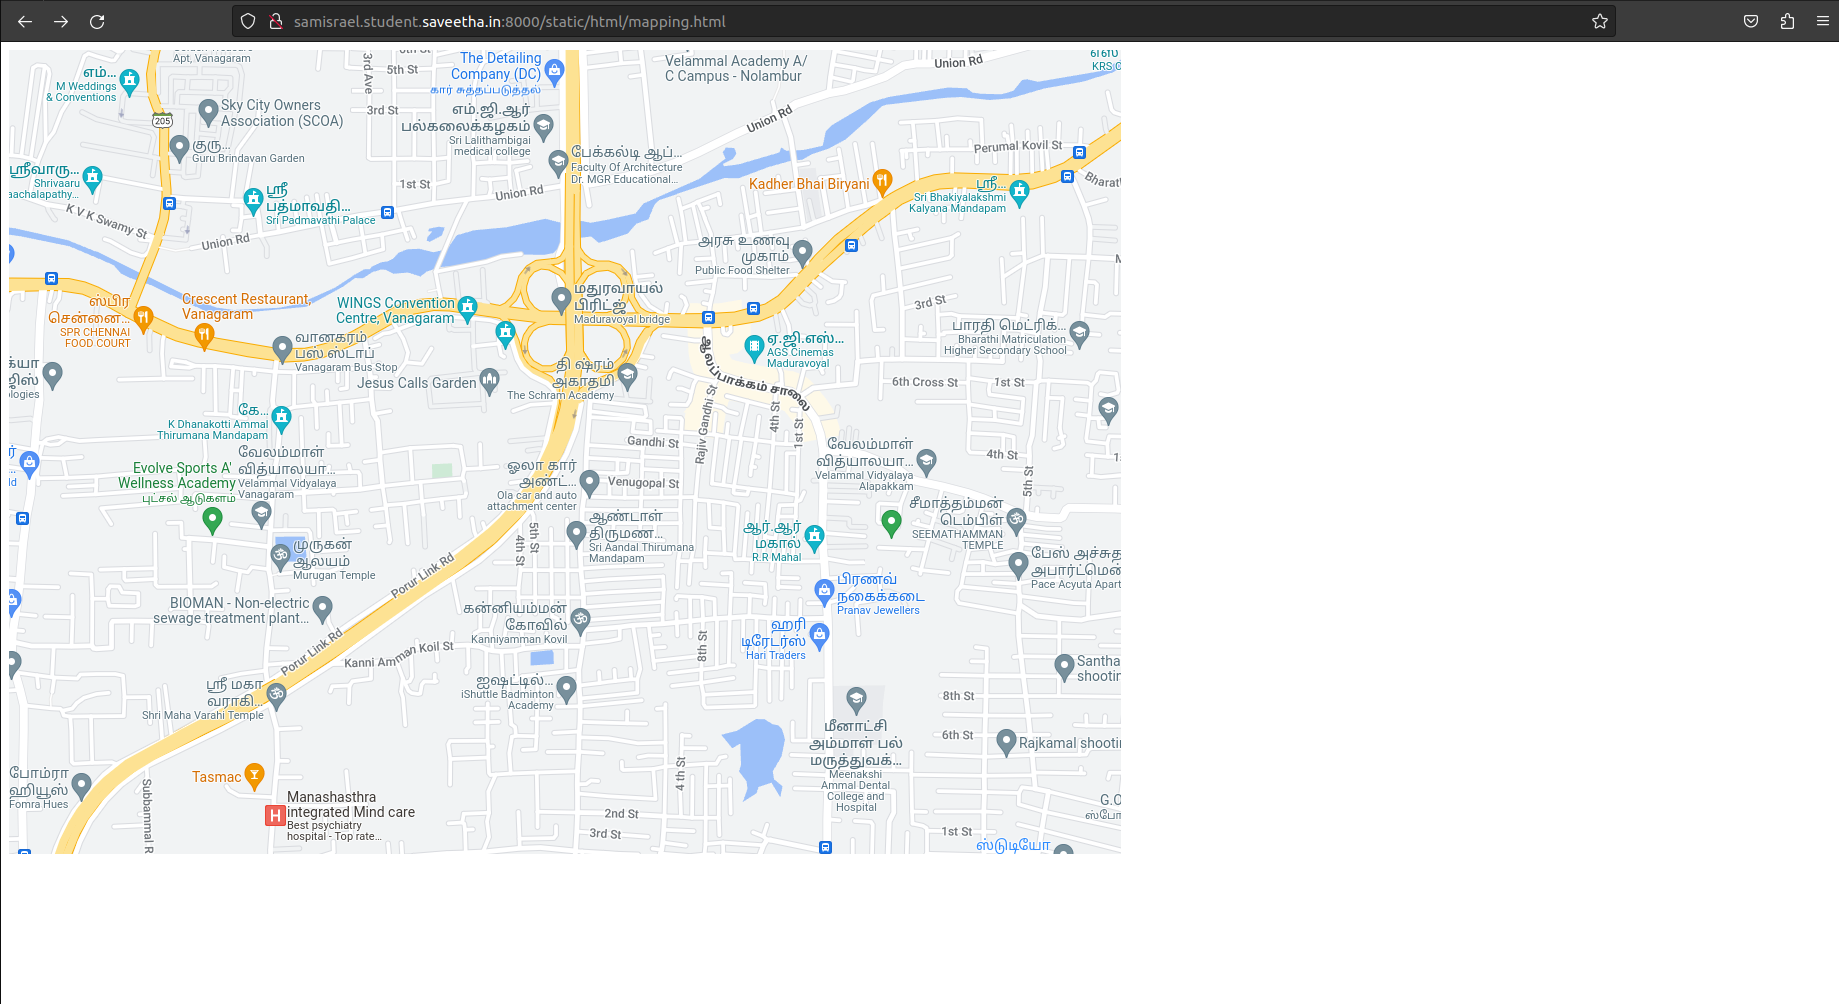 samisrael.student.saveetha.in:8000/static/html/mapping.html
Apt, Vanagaram
3rd Ave
5th St
The Detailing
Company (DC)
கார் சுத்தப்படுத்தல்
Velammal Academy A/
C Campus - Nolambur
Union Rd
எஸ்
KRS C
எம்...
M Weddings
& Conventions
Sky City Owners
Association (SCOA)
205
3rd St
எம்.ஜி.ஆர்
பல்கலைக்கழகம்
Sri Lalithambigai
medical college
Union Rd
குரு...
Guru Brindavan Garden
பேக்கல்டி ஆப்...
Faculty Of Architecture
Dr. MGR Educational...
Perumal Kovil St
ஸ்ரீவாரு...
Shrivaaru
aachalapathy...
1st St
Union Rd
Kadher Bhai Biryani
Bharat
ஸ்ரீ...
Sri Bhakiyalakshmi
Kalyana Mandapam
ஸ்ரீ
பத்மாவதி...
Sri Padmavathi Palace
K V K Swamy St
Union Rd
அரசு உணவு
முகாம்
Public Food Shelter
ஸ்பிர
சென்னை...
SPR CHENNAI
FOOD COURT
Crescent Restaurant,
Vanagaram
WINGS Convention
Centre, Vanagaram
மதுரவாயல்
பிரிட்ஜ்
Maduravoyal bridge
3rd St
வானகரம்
பஸ் ஸ்டாப்
Vanagaram Bus Stop
ஏ.ஜி.எஸ்...
AGS Cinemas
Maduravoyal
பாரதி மெட்ரிக்...
Bharathi Matriculation
Higher Secondary School
க்யா
ஜிஸ்
ologies
Jesus Calls Garden
தி ஷ்ரம்
அகாதமி
The Schram Academy
6th Cross St
1st St
கே...
K Dhanakotti Ammal
Thirumana Mandapam
Rajiv Gandhi St
4th St
1st St
Gandhi St
வேலம்மாள்
வித்யாலயா...
Velammal Vidyalaya
Vanagaram
வேலம்மாள்
வித்யாலயா...
Velammal Vidyalaya
Alapakkam
4th St
5th St
Evolve Sports A'
Wellness Academy
புட்சல் ஆடுகளம்
ஓலா கார்
அண்ட்...
Ola car and auto
attachment center
Venugopal St
சீமாத்தம்மன்
டெம்பிள்
SEEMATHAMMAN
TEMPLE
ஆண்டாள்
திருமண...
Sri Aandal Thirumana
Mandapam
ஆர்.ஆர்
மகால்
R.R Mahal
5th St
4th St
முருகன்
ஆலயம்
Murugan Temple
பேஸ் அச்சுத
அபார்ட்மென்
Pace Acyuta Apart
Porur Link Rd
பிரணவ்
நகைக்கடை
Pranav Jewellers
BIOMAN - Non-electric
sewage treatment plant...
கன்னியம்மன்
கோவில்
Kanniyamman Kovil
ஹரி
டிரேடர்ஸ்
Hari Traders
Porur Link Rd
Kanni Amman Koil St
8th St
Santha
shootin
ஸ்ரீ மகா
வராகி...
Shri Maha Varahi Temple
ஐஷட்டில்...
iShuttle Badminton
Academy
8th St
மீனாட்சி
அம்மாள் பல்
மருத்துவக்...
Meenakshi
Ammal Dental
College and
Hospital
6th St
Rajkamal shootin
போம்ரா
ஹியூஸ்
Fomra Hues
Tasmac
4 th St
Subbammal R
H
Manashasthra
integrated Mind care
Best psychiatry
hospital - Top rate...
2nd St
3rd St
G.O
ஸ்போ
1st St
ஸ்டுடியோ